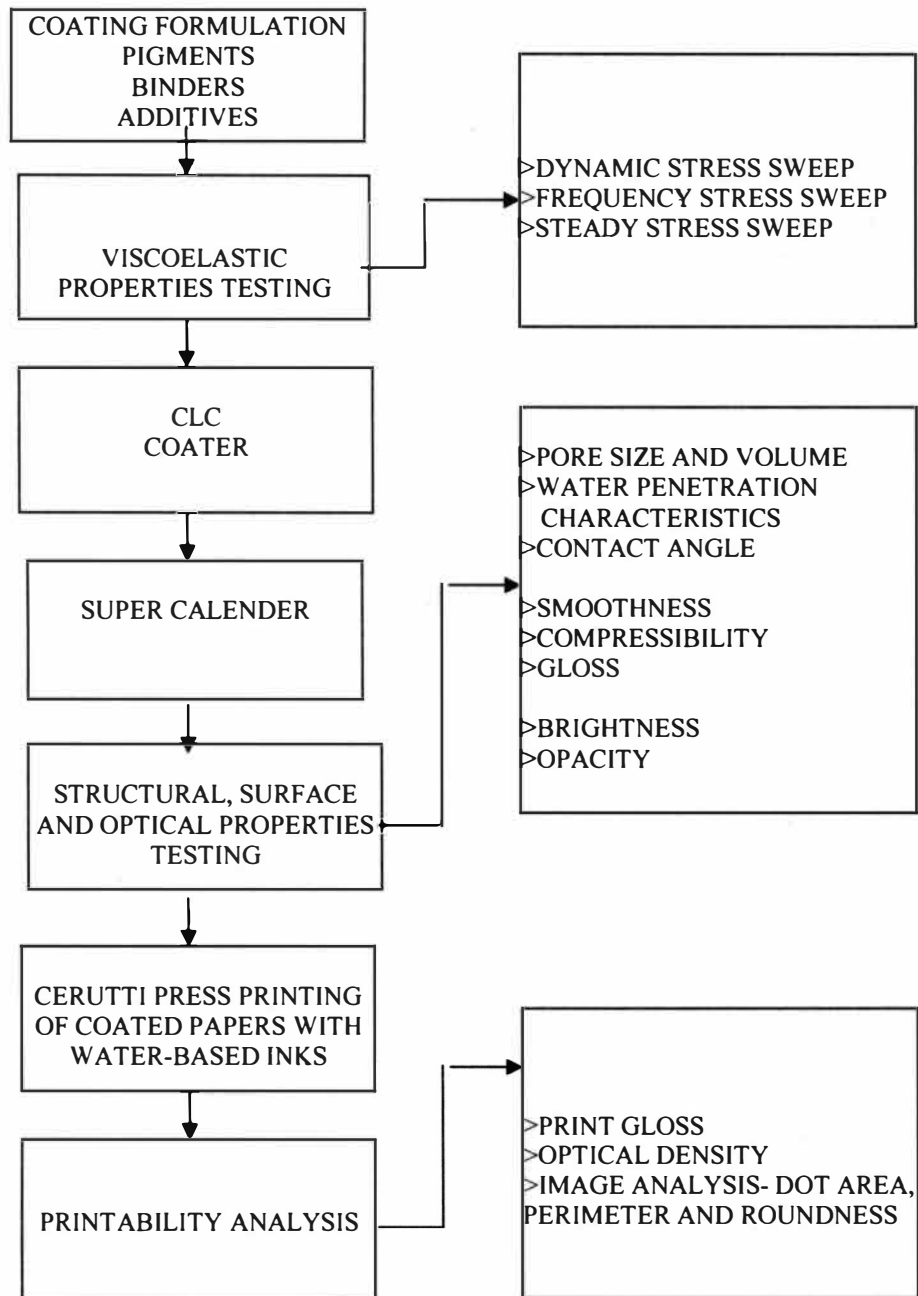 COATING FORMULATION
PIGMENTS
BINDERS
ADDITIVES
VISCOELASTIC
PROPERTIES TESTING
>DYNAMIC STRESS SWEEP
>FREQUENCY STRESS SWEEP
>STEADY STRESS SWEEP
CLC
COATER
SUPER CALENDER
STRUCTURAL, SURFACE
AND OPTICAL PROPERTIES
TESTING
>PORE SIZE AND VOLUME
>WATER PENETRATION
CHARACTERISTICS
>CONTACT ANGLE
>SMOOTHNESS
>COMPRESSIBILITY
>GLOSS
>BRIGHTNESS
>OPACITY
CERUTTI PRESS PRINTING
OF COATED PAPERS WITH
WATER-BASED INKS
PRINTABILITY ANALYSIS
>PRINT GLOSS
>OPTICAL DENSITY
>IMAGE ANALYSIS- DOT AREA,
PERIMETER AND ROUNDNESS